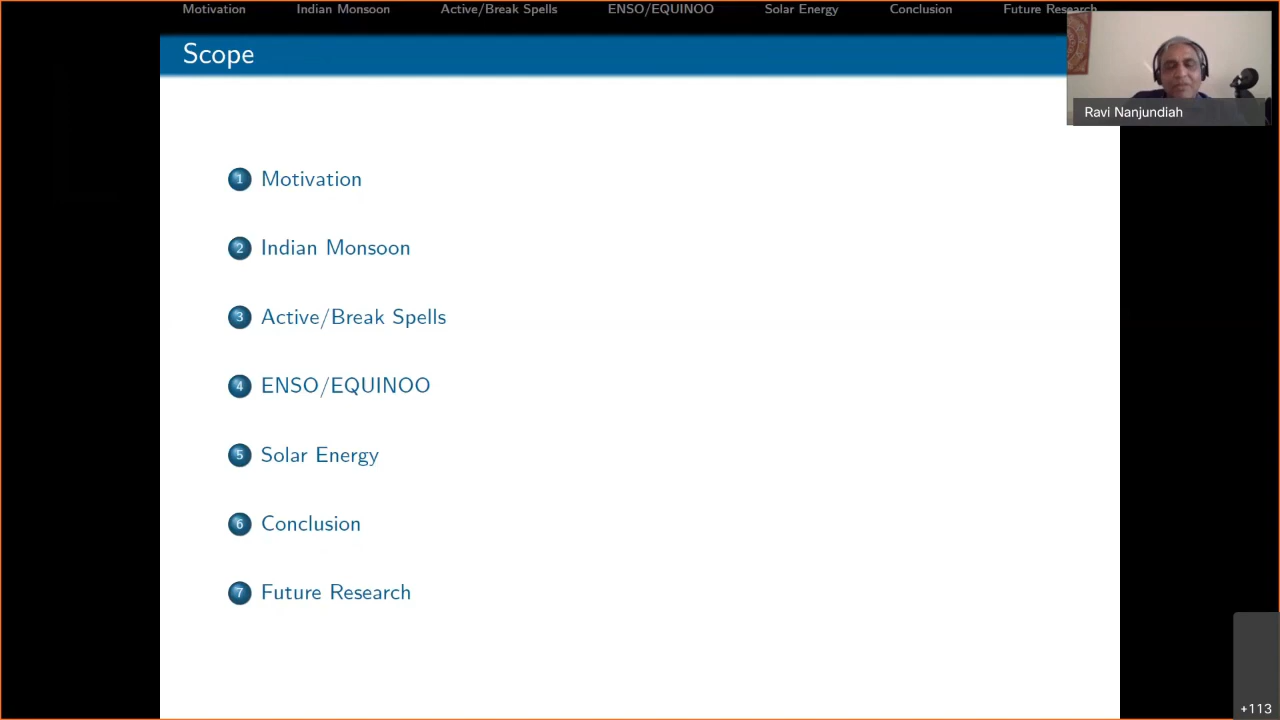 Motivation Indian Monsoon Active/Break Spells ENSO/EQUINOO Solar Energy Conclusion Future Research
Scope
Ravi Nanjundiah
1 Motivation
2 Indian Monsoon
3 Active/Break Spells
4 ENSO/EQUINOO
5 Solar Energy
6 Conclusion
7 Future Research
+113